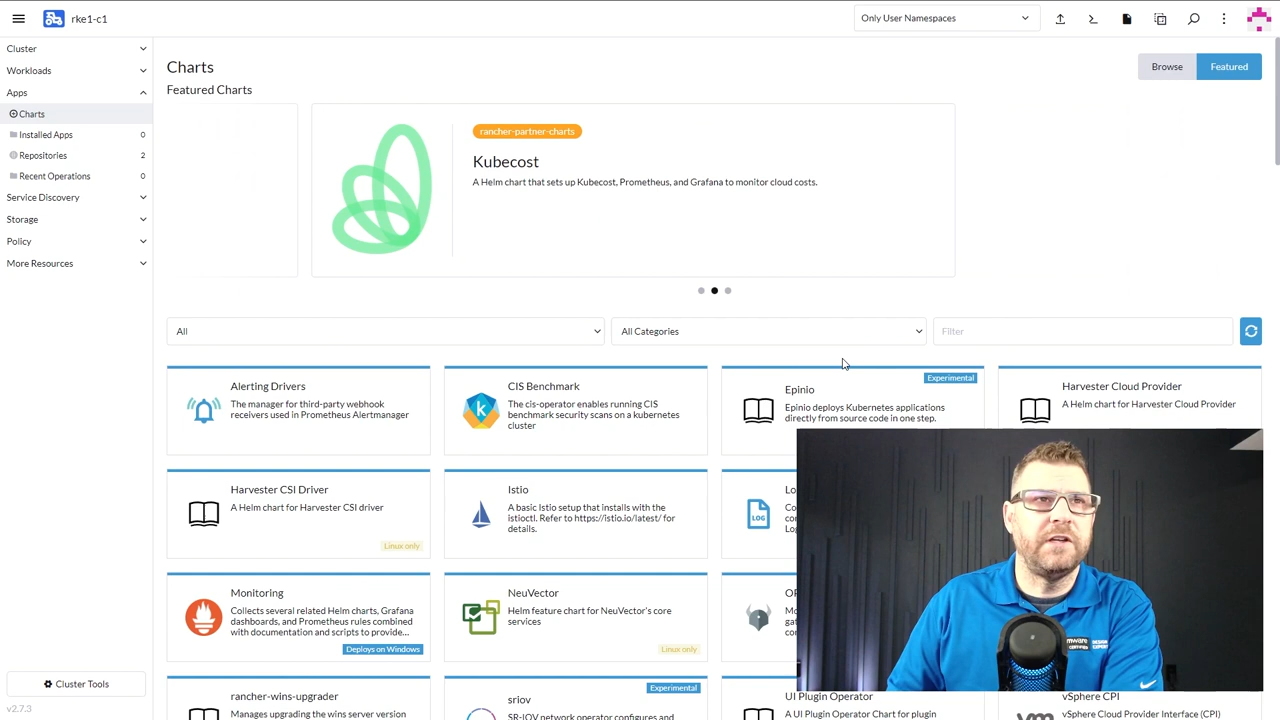 rke1-c1
Only User Namespaces
Cluster
Workloads
Apps
Charts
Installed Apps 0
Repositories 2
Recent Operations 0
Service Discovery
Storage
Policy
More Resources
Cluster Tools
v2.7.3
Charts
Browse
Featured
Featured Charts
rancher-partner-charts
Kubecost
A Helm chart that sets up Kubecost, Prometheus, and Grafana to monitor cloud costs.
All
All Categories
Filter
Alerting Drivers
The manager for third-party webhook
receivers used in Prometheus Alertmanager
CIS Benchmark
The cis-operator enables running CIS
benchmark security scans on a kubernetes
cluster
Experimental
Epinio
Epinio deploys Kubernetes applications
directly from source code in one step.
Harvester Cloud Provider
A Helm chart for Harvester Cloud Provider
Harvester CSI Driver
A Helm chart for Harvester CSI driver
Linux only
Istio
A basic Istio setup that installs with the
istioctl. Refer to https://istio.io/latest/ for
details.
LOG
Monitoring
Collects several related Helm charts, Grafana
dashboards, and Prometheus rules combined
with documentation and scripts to provide...
Deploys on Windows
NeuVector
Helm feature chart for NeuVector's core
services
Linux only
rancher-wins-upgrader
Manages upgrading the wins server version
Experimental
sriov
SR-IOV network operator configures and
UI Plugin Operator
A UI Plugin Operator Chart for plugin
vSphere CPI
vSphere Cloud Provider Interface (CPI)
vm